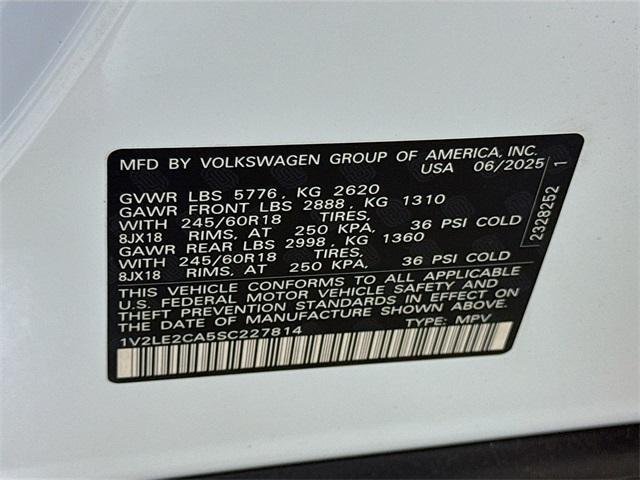 MFD BY VOLKSWAGEN GROUP OF AMERICA, INC.
USA 06/2025
GVWR LBS 5776, KG 2620
GAWR FRONT LBS 2888, KG 1310
WITH 245/60R18 TIRES,
8JX18 RIMS, AT 250 KPA, 36 PSI COLD
GAWR REAR LBS 2998, KG 1360
WITH 245/60R18 TIRES,
8JX18 RIMS, AT 250 KPA, 36 PSI COLD
THIS VEHICLE CONFORMS TO ALL APPLICABLE
U.S. FEDERAL MOTOR VEHICLE SAFETY AND
THEFT PREVENTION STANDARDS IN EFFECT ON
THE DATE OF MANUFACTURE SHOWN ABOVE.
1V2LE2CA5SC227814 TYPE: MPV
2328252
1